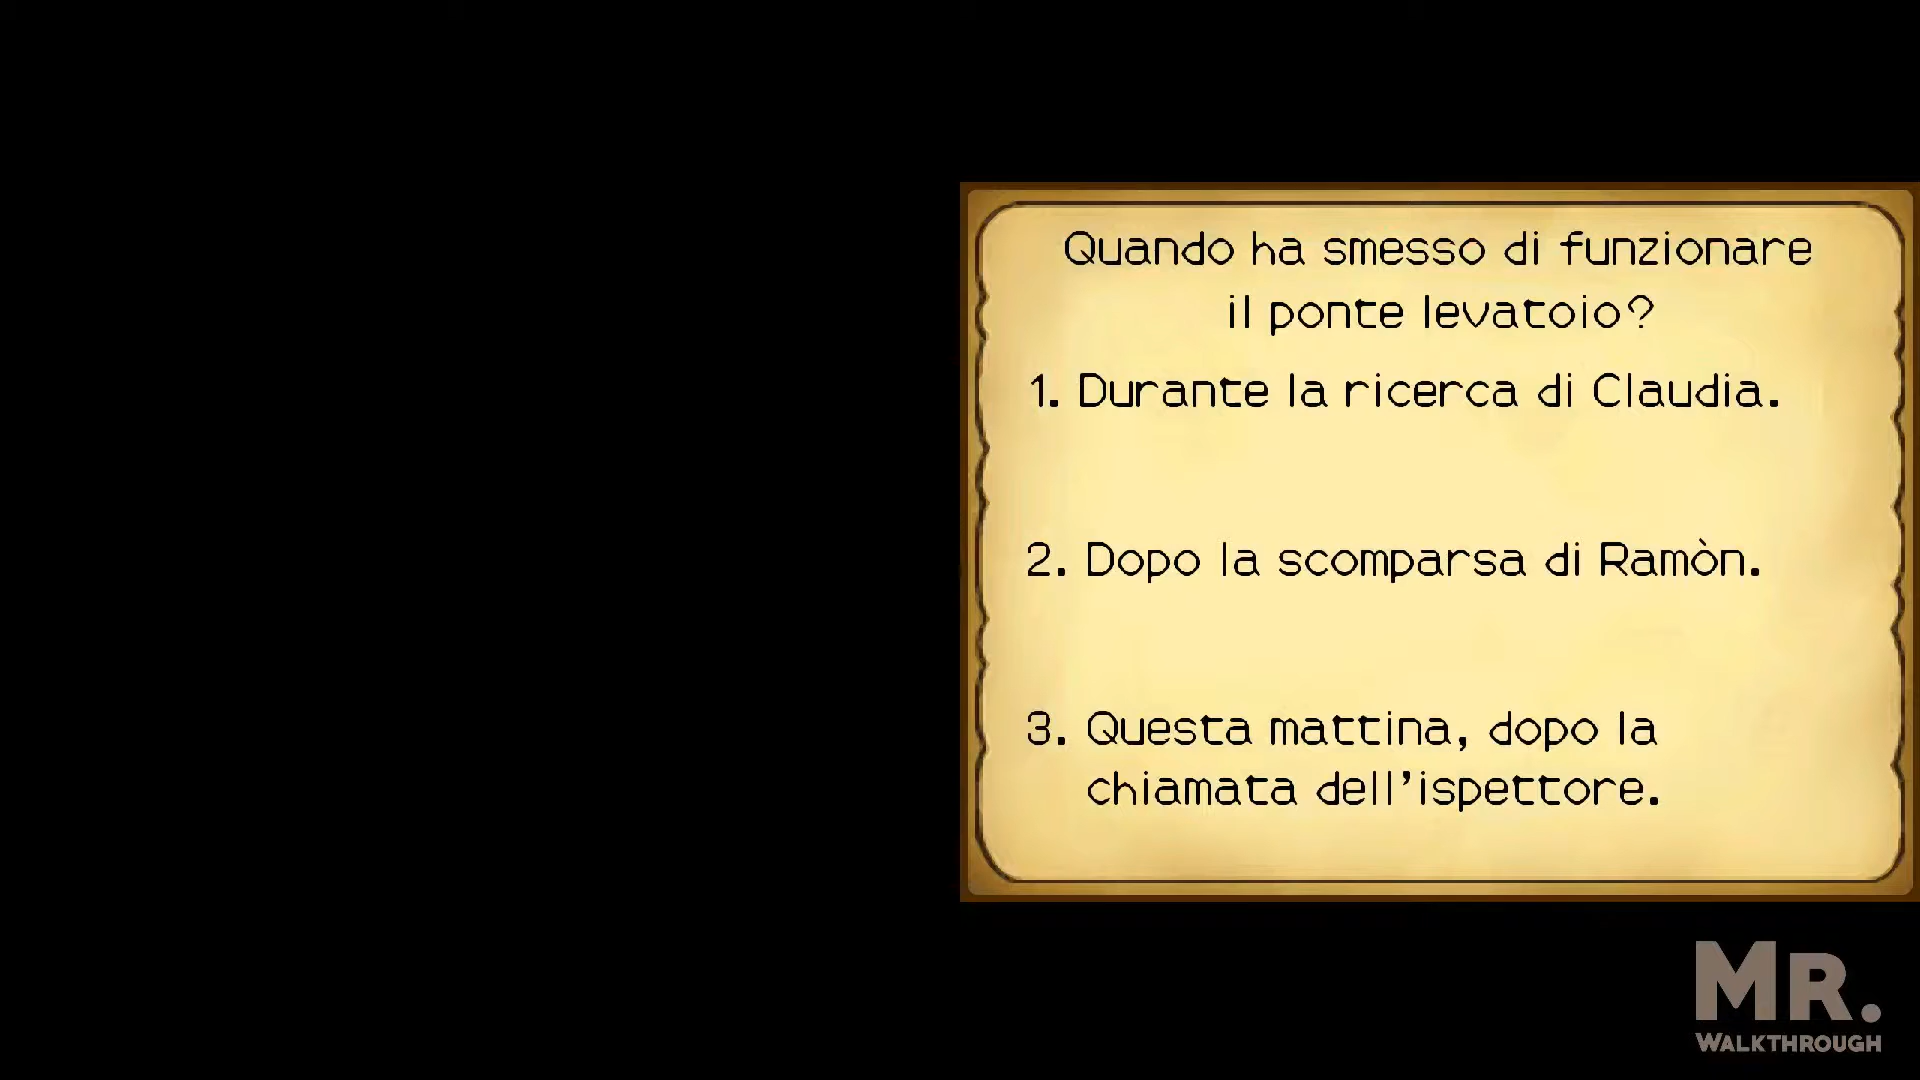 Quando ha smesso di funzionare
il ponte levatoio?
1. Durante la ricerca di Claudia.
2. Dopo la scomparsa di Ramòn.
3. Questa mattina, dopo la
chiamata dell'ispettore.
MR.
WALKTHROUGH